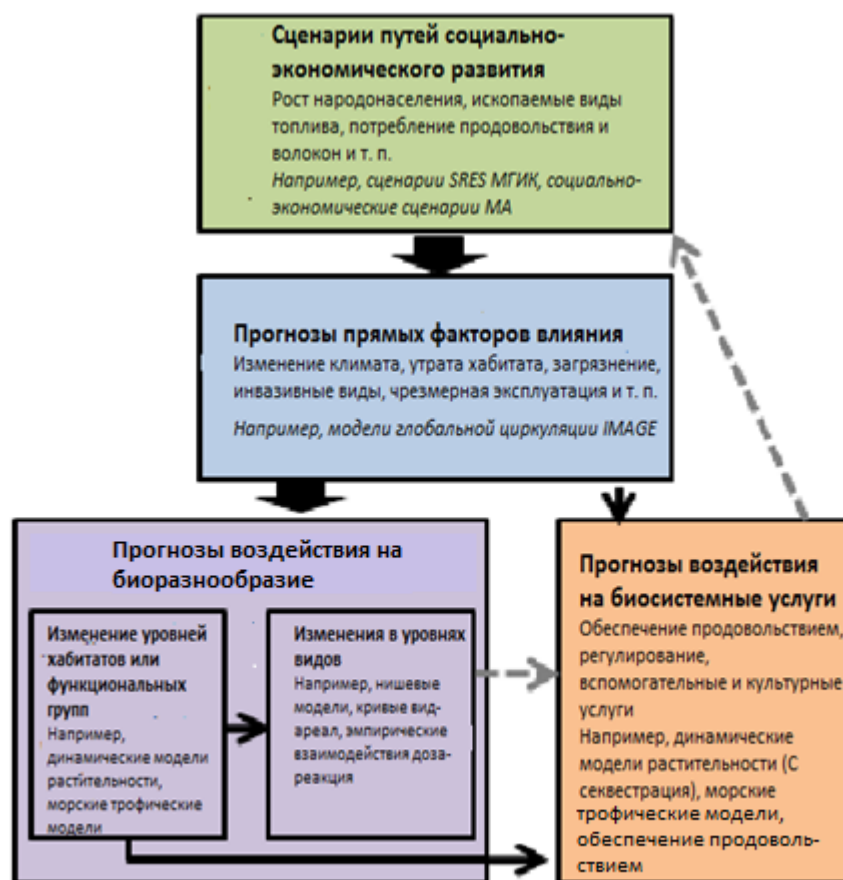 Сценарии путей социально-
экономического развития
Рост народонаселения, ископаемые виды
топлива, потребление продовольствия и
волокон и т. п.
Например, сценарии SRES МГИК, социально-
экономические сценарии МА
Прогнозы прямых факторов влияния
Изменение климата, утрата хабитата, загрязнение,
инвазивные виды, чрезмерная эксплуатация и т. п.
Например, модели глобальной циркуляции IMAGE
Прогнозы воздействия на
биоразнообразие
Изменение уровней
хабитатов или
функциональных
групп
Например,
динамические модели
растительности,
морские трофические
модели
Изменения в уровнях
видов
Например, нишевые
модели, кривые вид-
ареал, эмпирические
взаимодействия доза-
реакция
Прогнозы воздействия
на биосистемные услуги
Обеспечение продовольствием,
регулирование,
вспомогательные и культурные
услуги
Например, динамические
модели растительности (С
секвестрация), морские
трофические модели,
обеспечение продоволь-
ствием